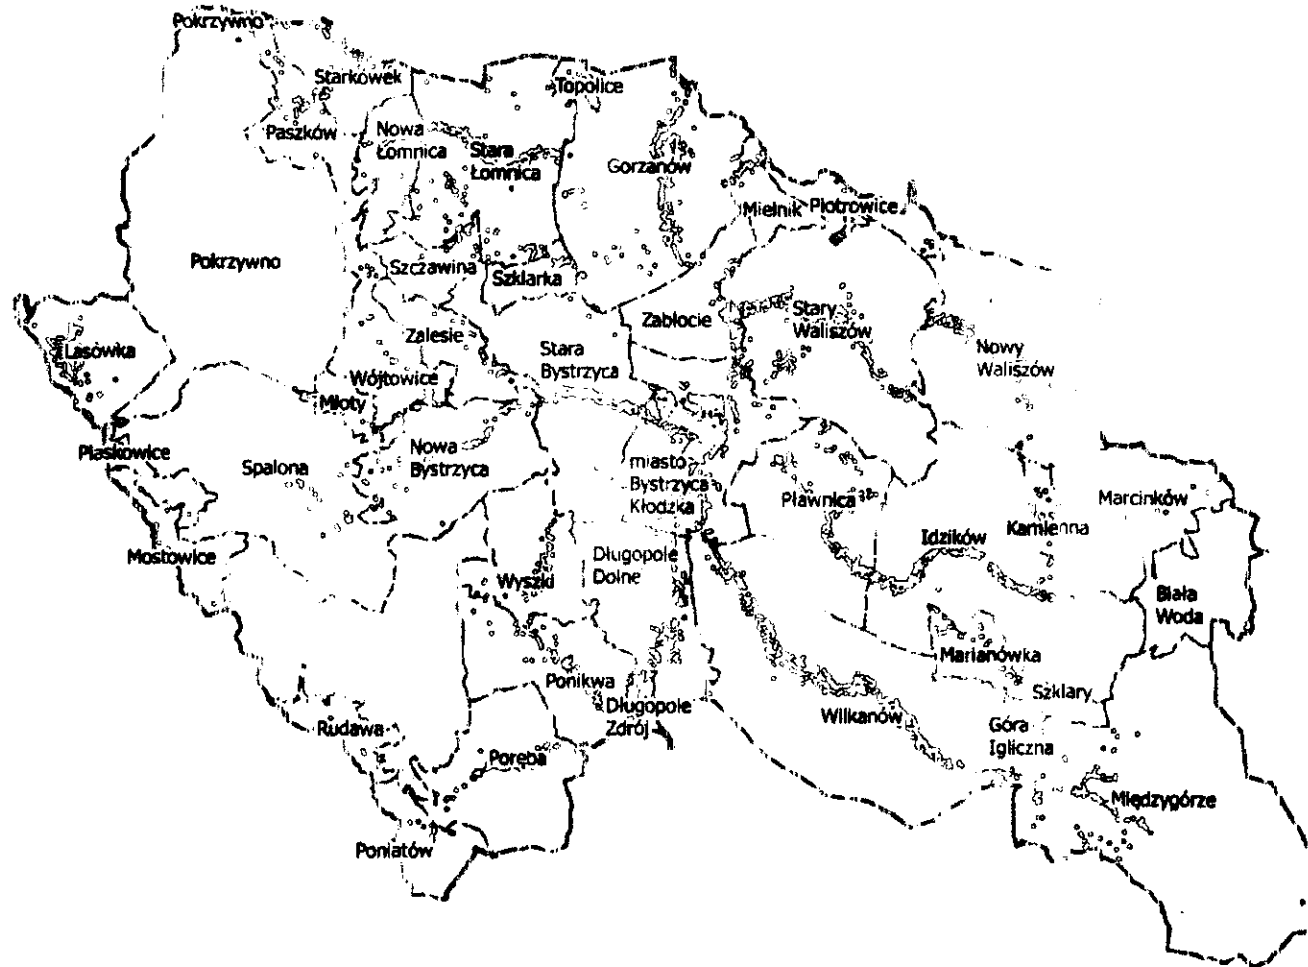 Pokrzywno
Starkówek
Topolice
Paszków
Nowa
Łomnica
Stara
Łomnica
Gorzanów
Mielnik
Piotrowice
Pokrzywno
Szczawina
Szklarka
Zabłocie
Stary
Waliszów
Nowy
Waliszów
Lasówka
Zalesie
Stara
Bystrzyca
Wójtowice
Młoty
Piaskowice
Spalona
Nowa
Bystrzyca
miasto
Bystrzyca
Kłodzka
Pławnica
Idzików
Kamienna
Marcinków
Mostowice
Wyszki
Długopole
Dolne
Biała
Woda
Marianówka
Ponikwa
Szklary
Długopole
Zdrój
Wilkanów
Góra
Igliczna
Rudawa
Poręba
Międzygórze
Poniatów